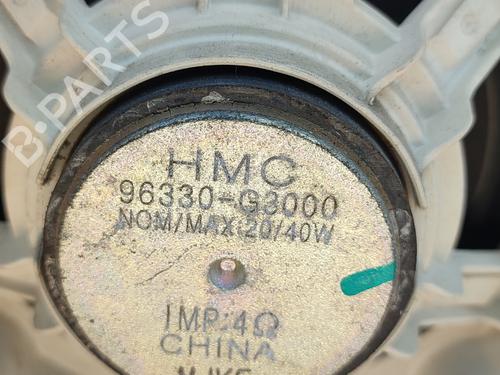 B-PARTS
HMC
96330-G3000
NOM/MAX:20/40W
IMP:4Ω
CHINA